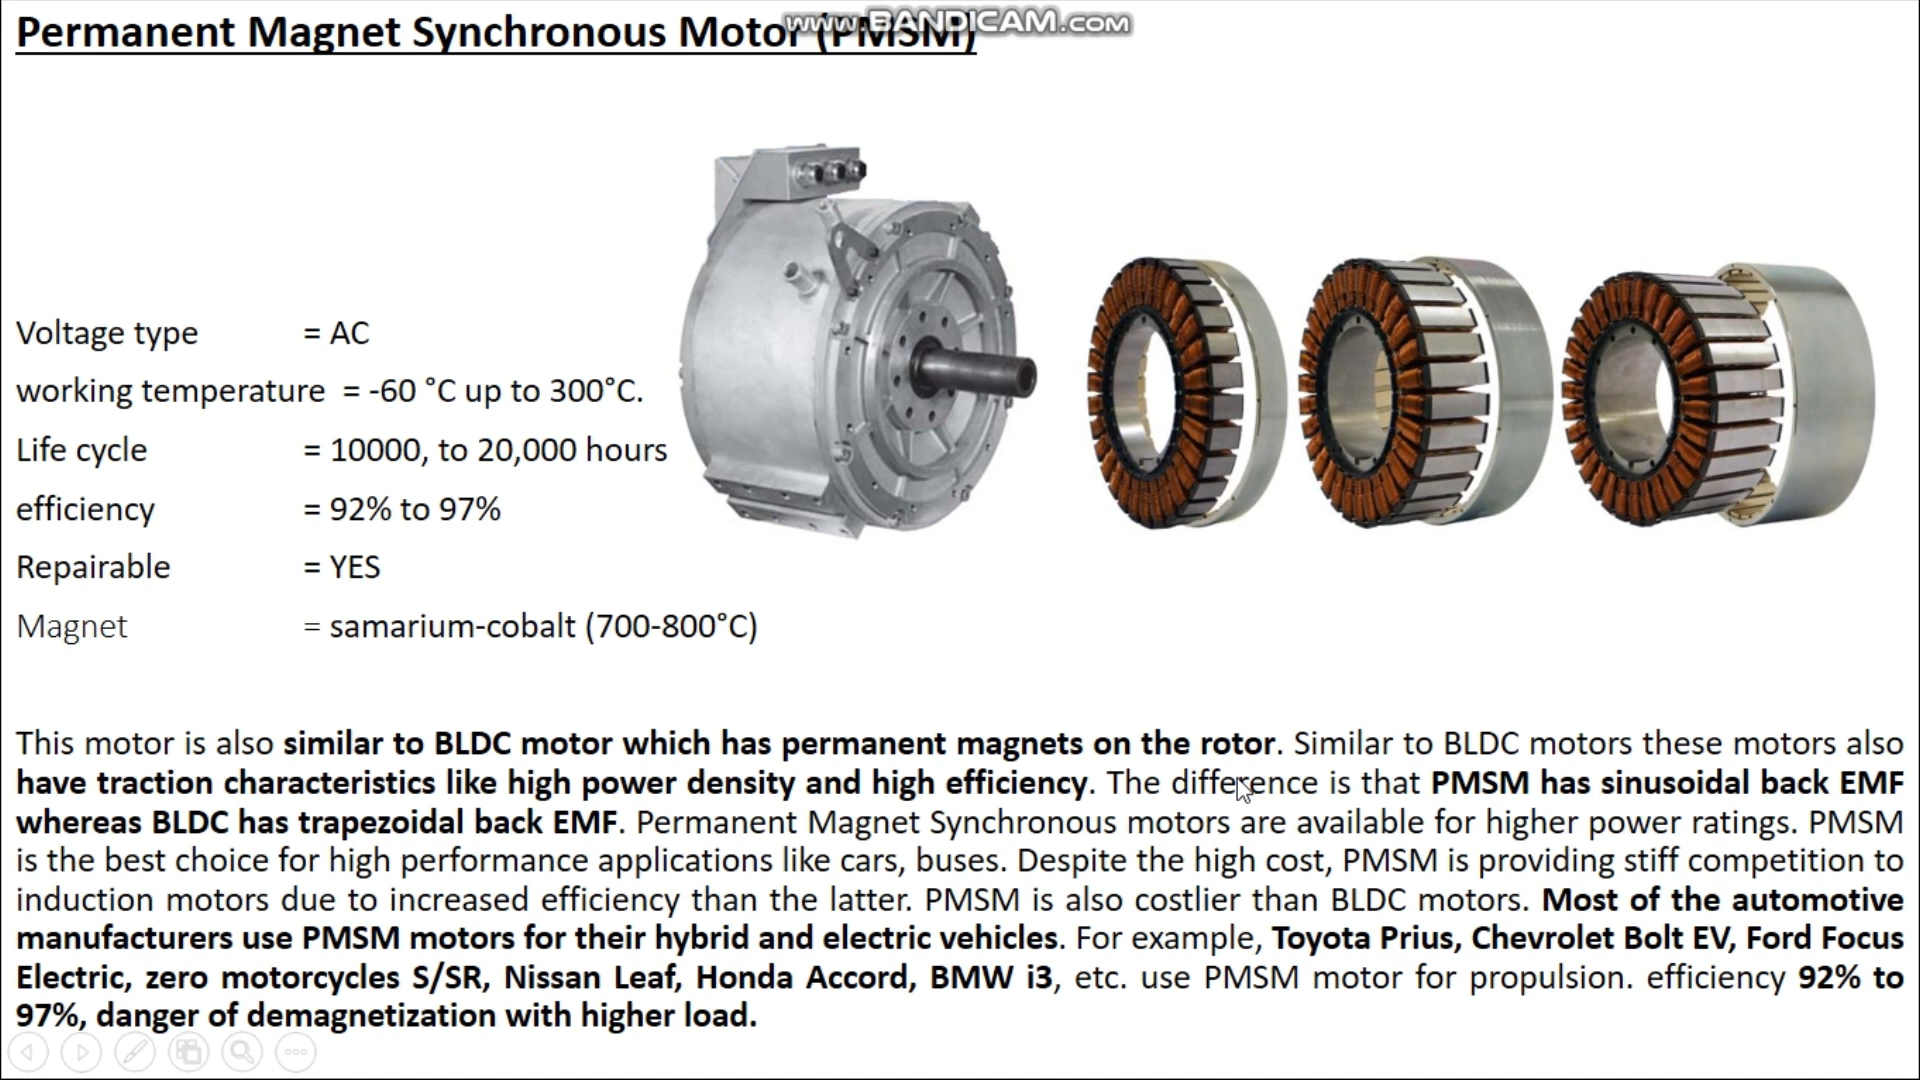 Permanent Magnet Synchronous Motor (PMSM)
www.BANDICAM.com
Voltage type = AC
working temperature = -60 °C up to 300°C.
Life cycle = 10000, to 20,000 hours
efficiency = 92% to 97%
Repairable = YES
Magnet = samarium-cobalt (700-800°C)
This motor is also similar to BLDC motor which has permanent magnets on the rotor. Similar to BLDC motors these motors also
have traction characteristics like high power density and high efficiency. The difference is that PMSM has sinusoidal back EMF
whereas BLDC has trapezoidal back EMF. Permanent Magnet Synchronous motors are available for higher power ratings. PMSM
is the best choice for high performance applications like cars, buses. Despite the high cost, PMSM is providing stiff competition to
induction motors due to increased efficiency than the latter. PMSM is also costlier than BLDC motors. Most of the automotive
manufacturers use PMSM motors for their hybrid and electric vehicles. For example, Toyota Prius, Chevrolet Bolt EV, Ford Focus
Electric, zero motorcycles S/SR, Nissan Leaf, Honda Accord, BMW i3, etc. use PMSM motor for propulsion. efficiency 92% to
97%, danger of demagnetization with higher load.